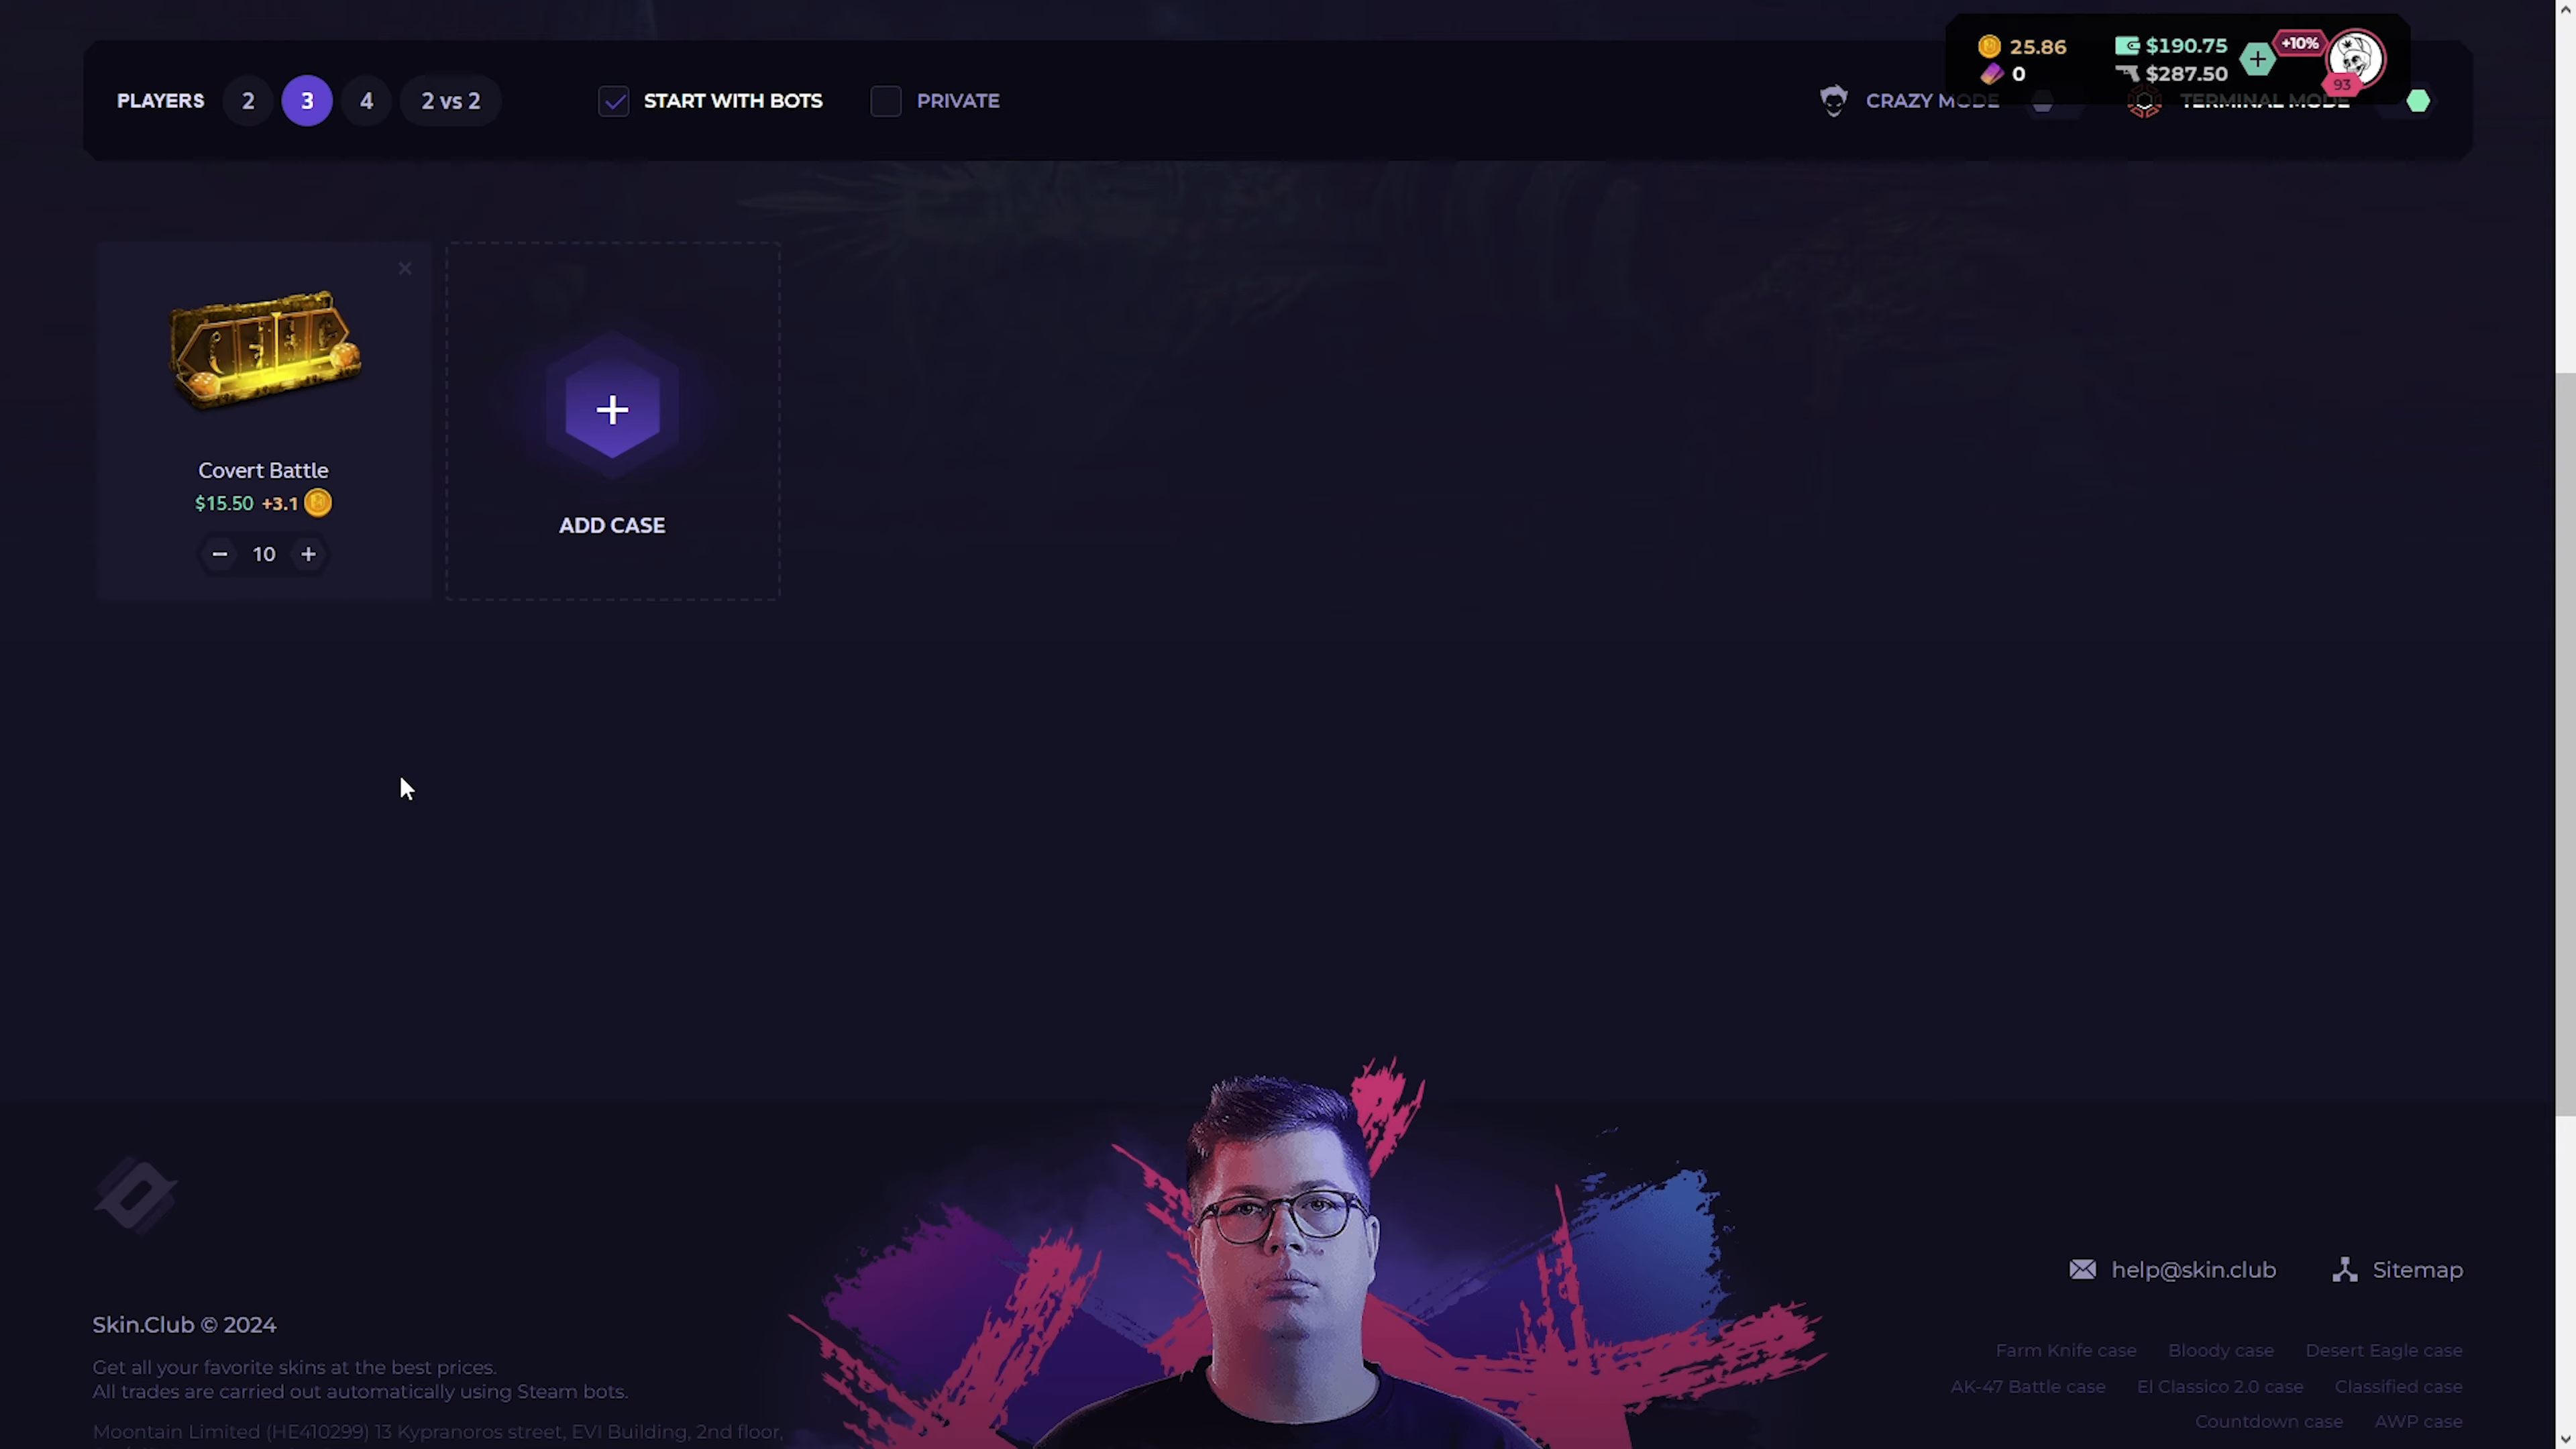 PLAYERS 2 3 4 2 vs 2 START WITH BOTS PRIVATE CRAZY MODE TERMINAL MODE
25.86 $190.75 +10%
0 $287.50 93
Covert Battle
$15.50 +3.1
10
ADD CASE
help@skin.club Sitemap
Skin.Club © 2024
Get all your favorite skins at the best prices.
All trades are carried out automatically using Steam bots.
Moontain Limited (HE410299) 13 Kypranoros street, EVI Building, 2nd floor,
Farm Knife case Bloody case Desert Eagle case
AK-47 Battle case El Classico 2.0 case Classified case
Countdown case AWP case